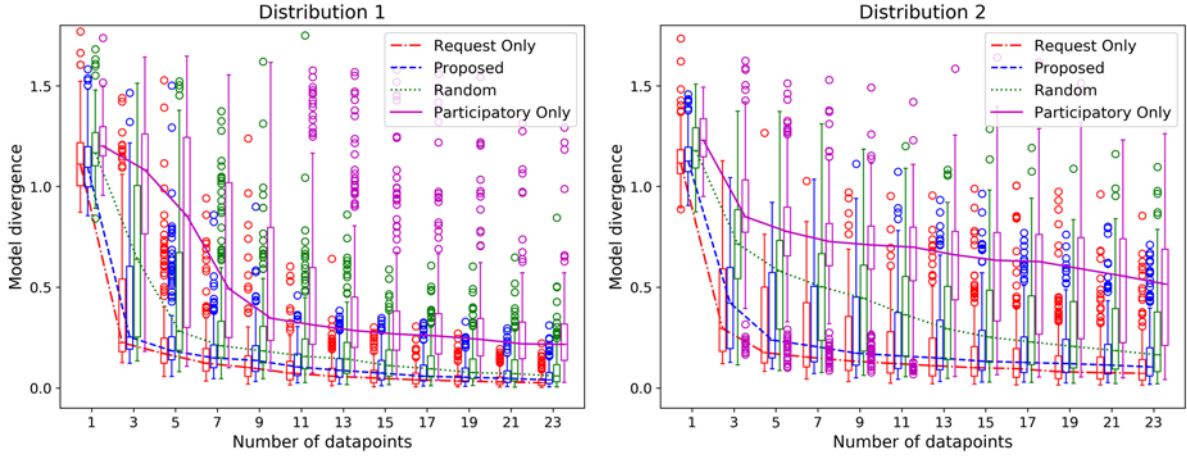 Distribution 1
Request Only
Proposed
Random
Participatory Only
Model divergence
1.5
1.0
0.5
0.0
1 3 5 7 9 11 13 15 17 19 21 23
Number of datapoints
Distribution 2
Request Only
Proposed
Random
Participatory Only
Model divergence
1.5
1.0
0.5
0.0
1 3 5 7 9 11 13 15 17 19 21 23
Number of datapoints